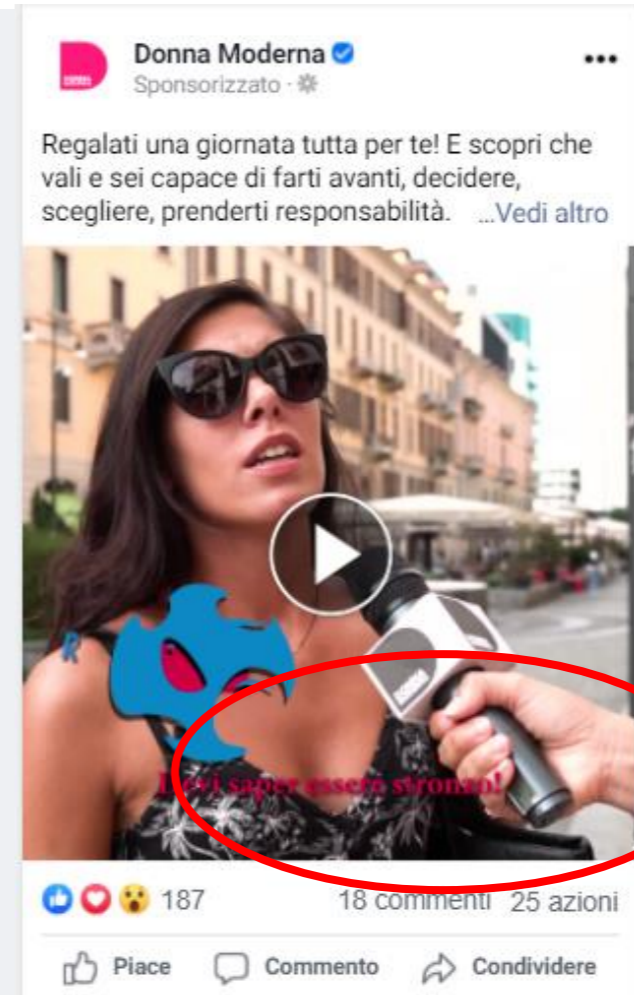 Donna Moderna
Sponsorizzato
Regalati una giornata tutta per te! E scopri che
vali e sei capace di farti avanti, decidere,
scegliere, prenderti responsabilità. ...Vedi altro
R
Devi saper essere stronzo!
187 18 commenti 25 azioni
Piace Commento Condividere